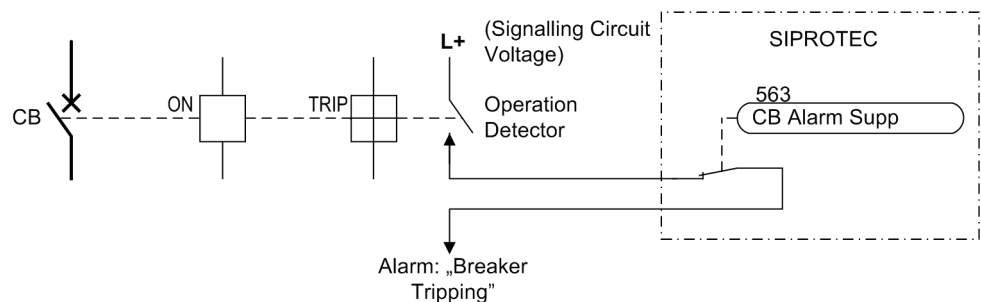 L+
(Signalling Circuit
Voltage)
SIPROTEC
CB
ON
TRIP
Operation
Detector
563
CB Alarm Supp
Alarm: „Breaker
Tripping”